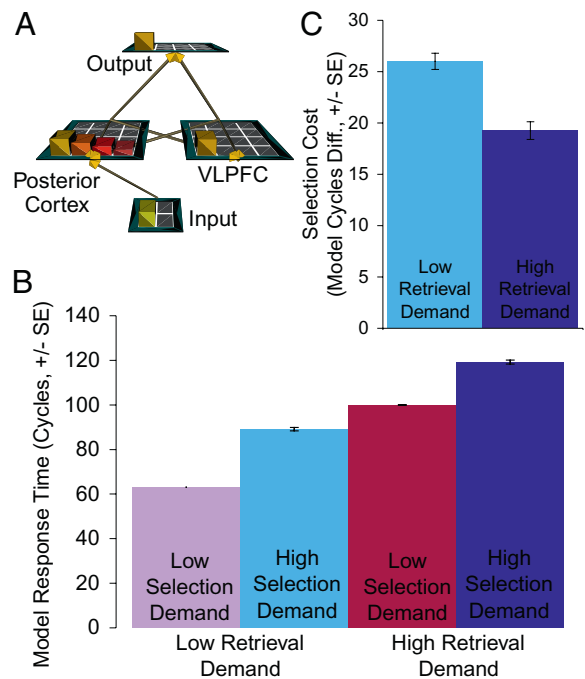 A
Output
Posterior
Cortex
VLPFC
Input
C
Selection Cost
(Model Cycles Diff., +/- SE)
30
25
20
15
10
5
0
Low
Retrieval
Demand
High
Retrieval
Demand
B
Model Response Time (Cycles, +/- SE)
140
120
100
80
60
40
20
0
Low
Selection
Demand
High
Selection
Demand
Low
Selection
Demand
High
Selection
Demand
Low Retrieval
Demand
High Retrieval
Demand